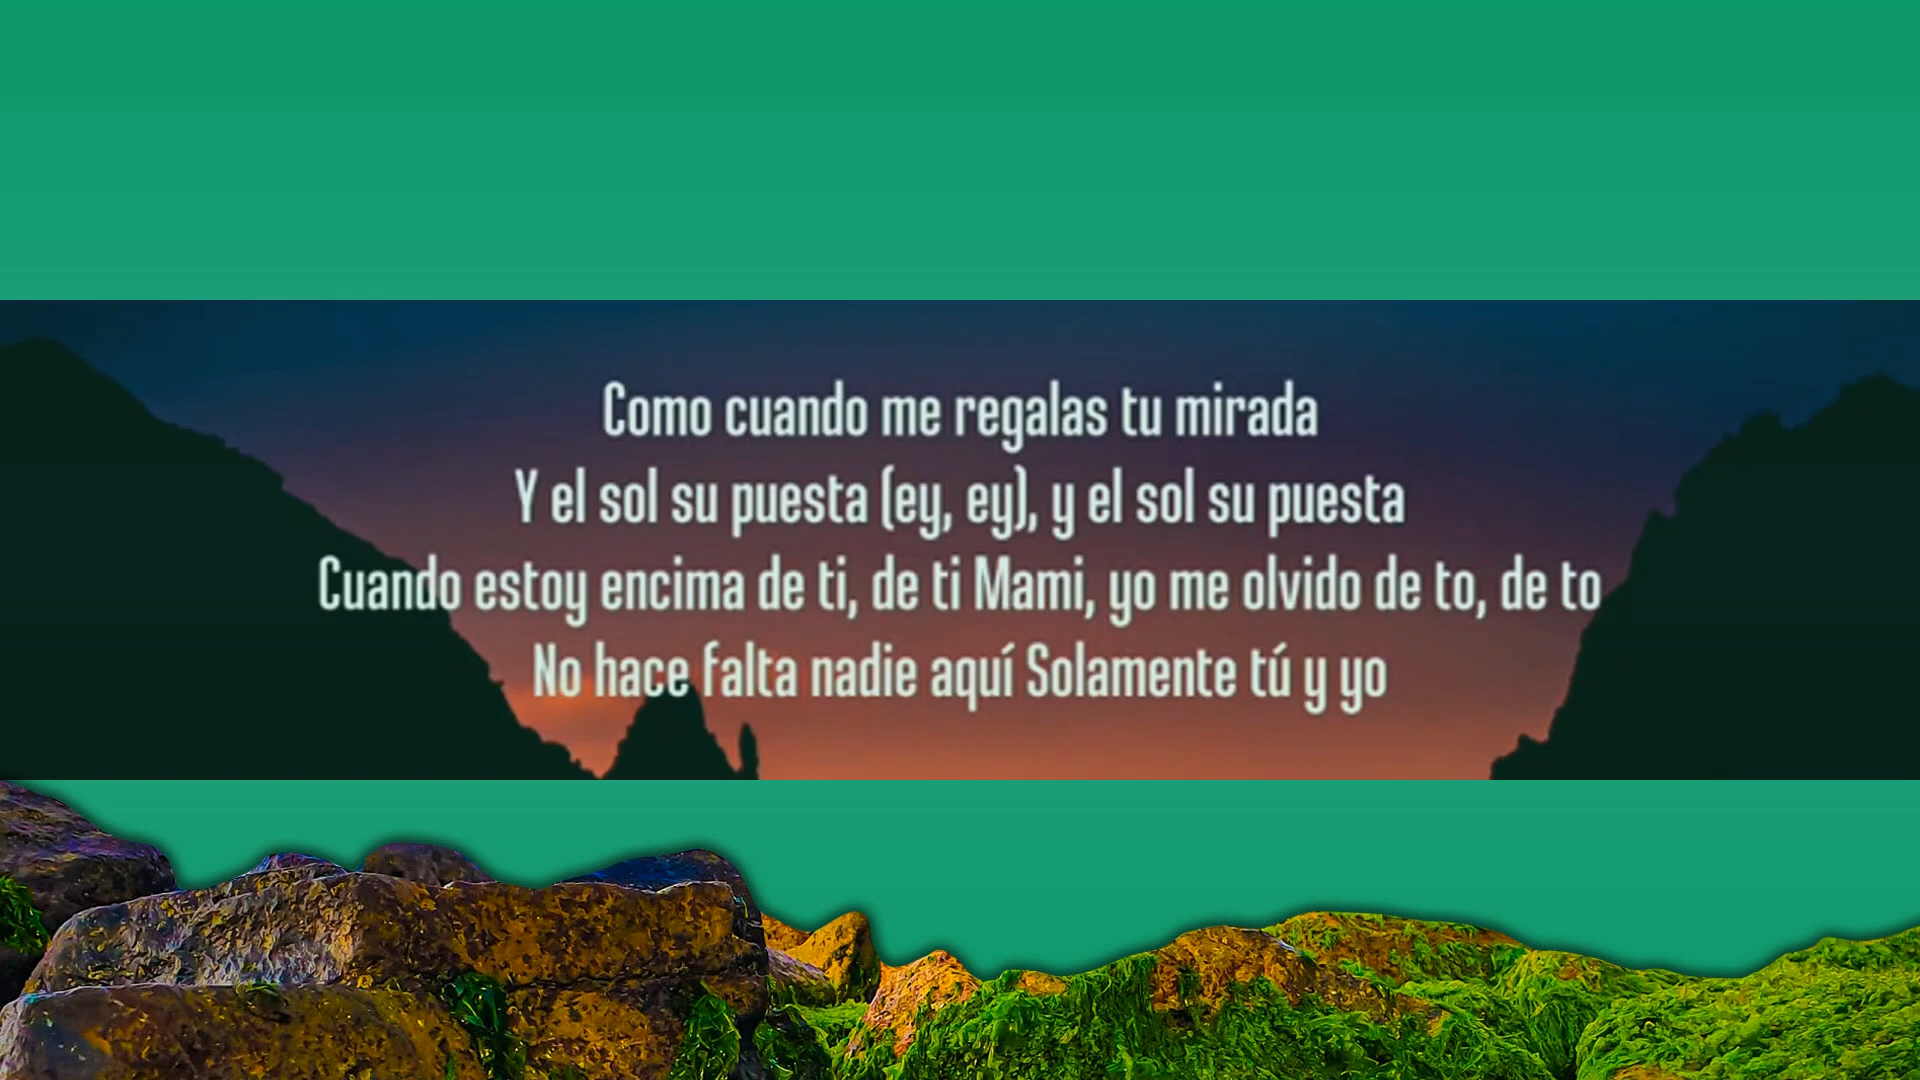 Como cuando me regalas tu mirada
Y el sol su puesta (ey, ey), y el sol su puesta
Cuando estoy encima de ti, de ti Mami, yo me olvido de to, de to
No hace falta nadie aquí Solamente tú y yo